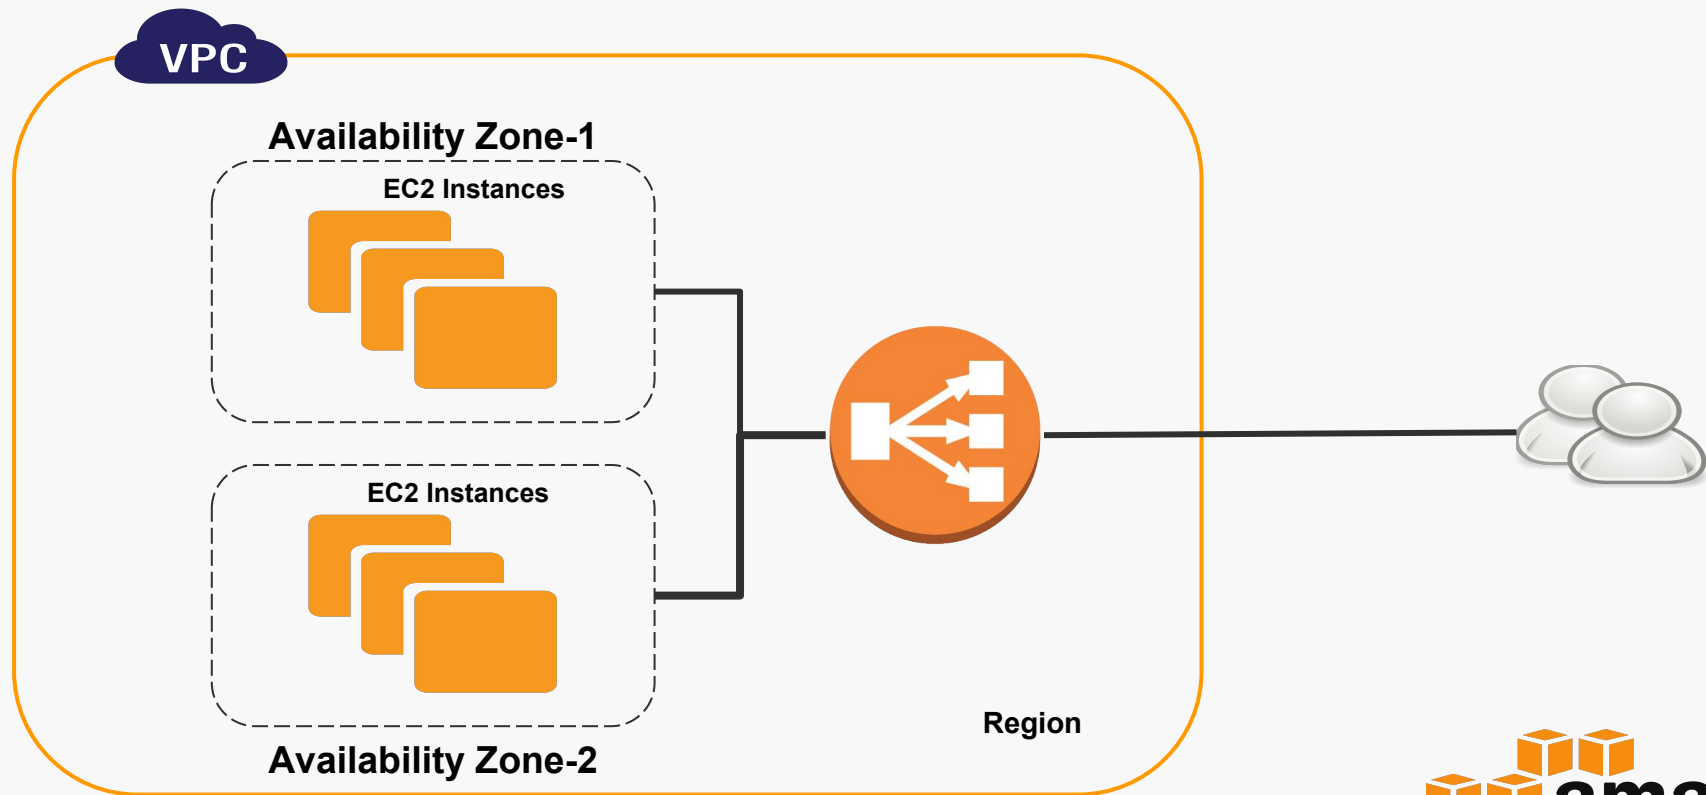 VPC
Availability Zone-1
EC2 Instances
EC2 Instances
Region
Availability Zone-2